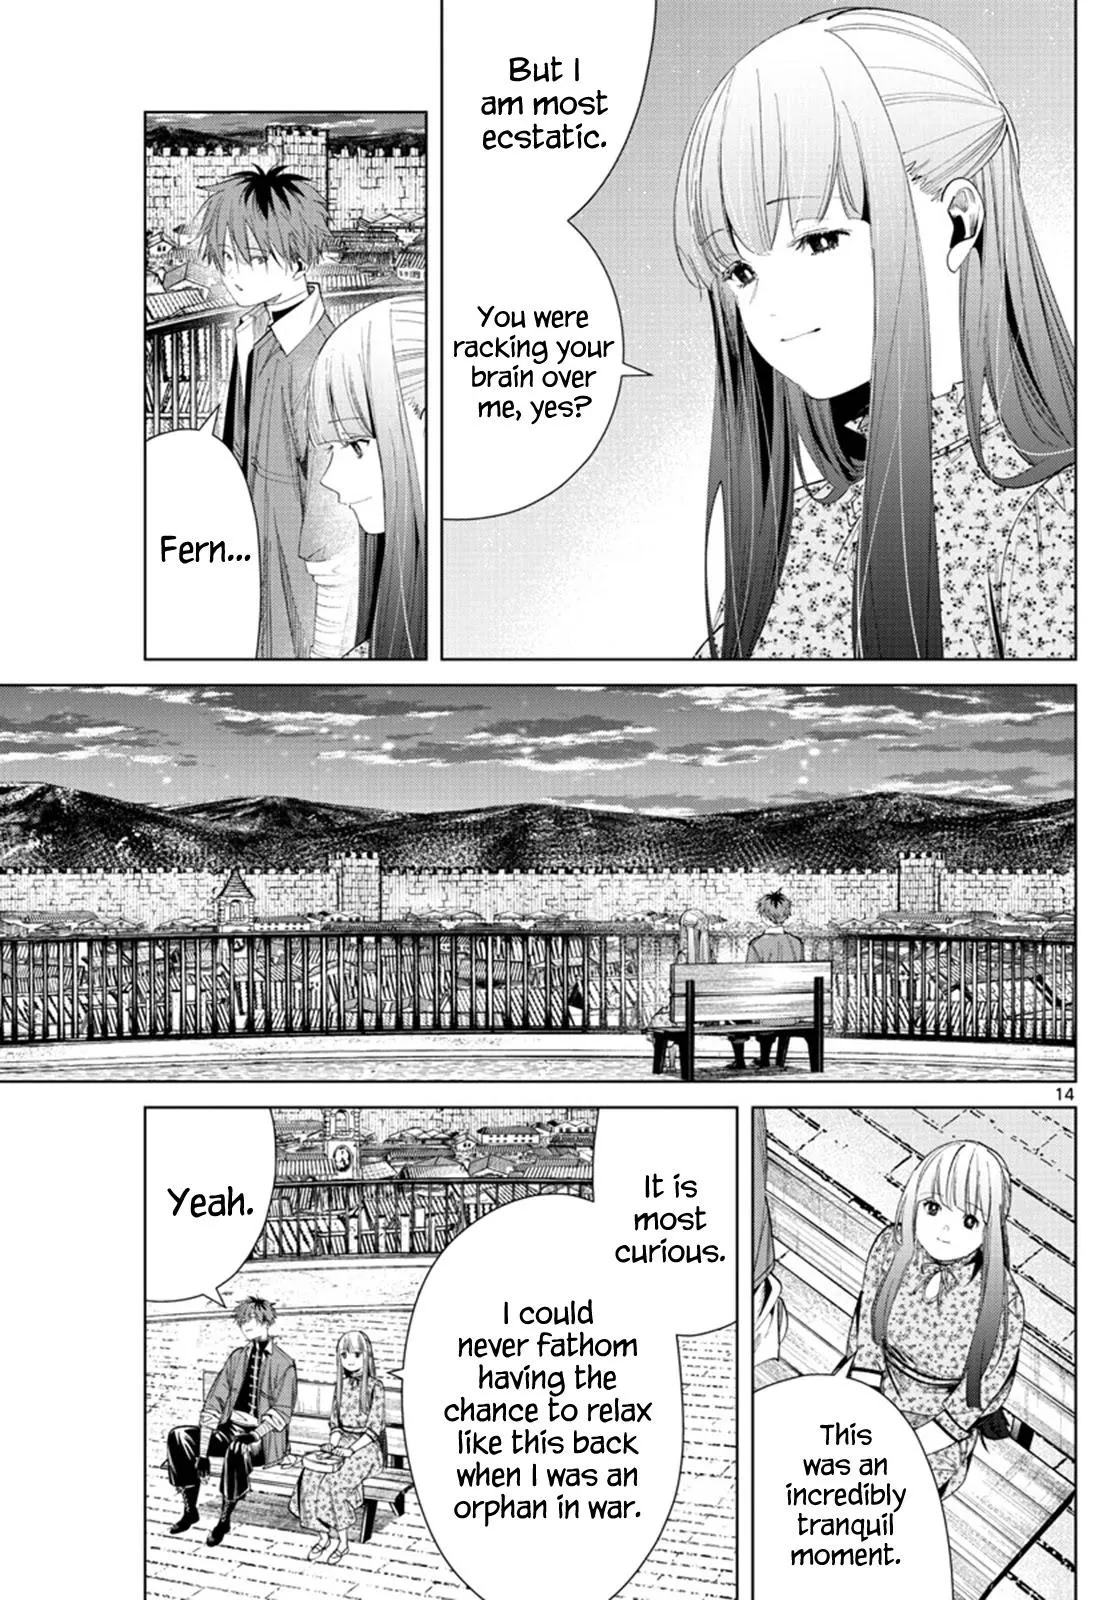 But I
am most
ecstatic.
You were
racking your
brain over
me, yes?
Fern...
14
This
was an
incredibly
tranquil
moment.
It is
most
curious.
I could
never fathom
having the
chance to relax
like this back
when I was an
orphan in war.
Yeah.